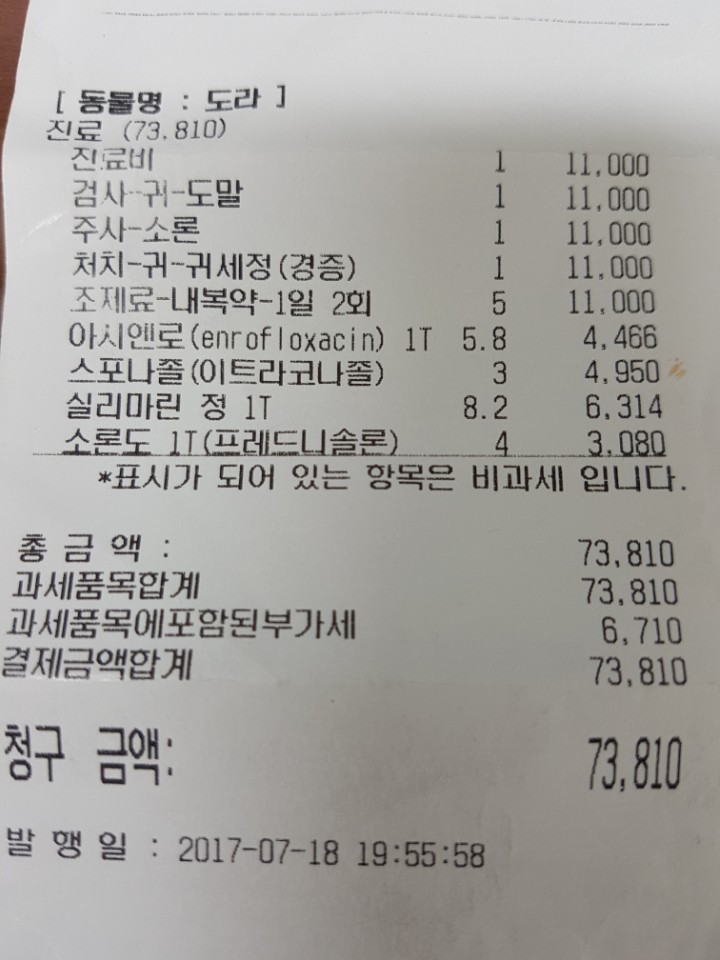 [ 동물명 : 도라 ]
진료 (73,810)
진료비 1 11,000
검사-귀-도말 1 11,000
주사-소론 1 11,000
처치-귀-귀세정(경증) 1 11,000
조제료-내복약-1일 2회 5 11,000
아시엔로(enrofloxacin) 1T 5.8 4,466
스포나졸(이트라코나졸) 3 4,950
실리마린 정 1T 8.2 6,314
소론도 1T(프레드니솔론) 4 3,080
*표시가 되어 있는 항목은 비과세 입니다.
총 금 액 : 73,810
과세품목합계 73,810
과세품목에포함된부가세 6,710
결제금액합계 73,810
청구 금액: 73,810
발 행 일 : 2017-07-18 19:55:58